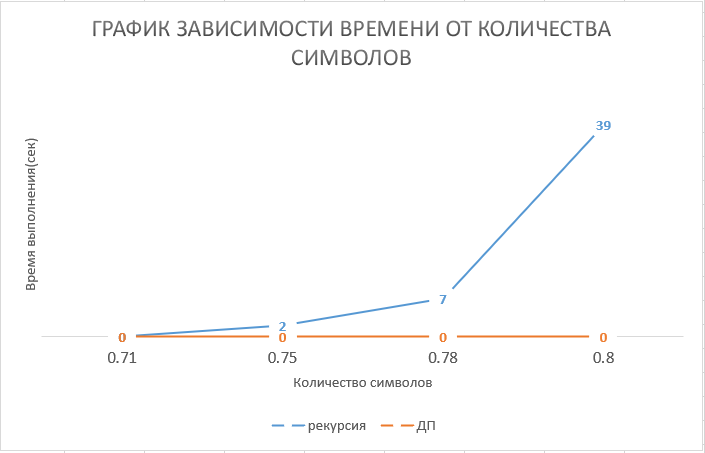 ГРАФИК ЗАВИСИМОСТИ ВРЕМЕНИ ОТ КОЛИЧЕСТВА
СИМВОЛОВ
Время выполнения(сек)
39
7
2
0
0 0 0
0.71 0.75 0.78 0.8
Количество символов
рекурсия ДП